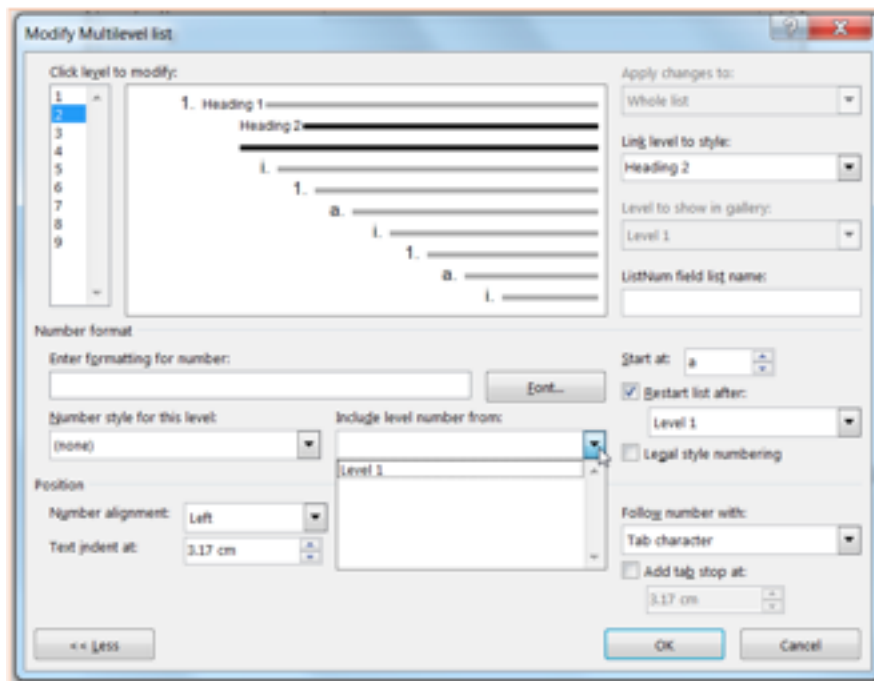 Modify Multilevel list
Click level to modify:
1
2
3
4
5
6
7
8
9
1. Heading 1
Heading 2
i.
1.
a.
i.
1.
a.
i.
Apply changes to:
Whole list
Link level to style:
Heading 2
Level to show in gallery:
Level 1
ListNum field list name:
Number format
Enter formatting for number:
Font...
Number style for this level:
(none)
Include level number from:
Level 1
Start at: a
Restart list after:
Level 1
Legal style numbering
Position
Number alignment: Left
Text indent at: 3.17 cm
Follow number with:
Tab character
Add tab stop at:
3.17 cm
<< Less
OK
Cancel